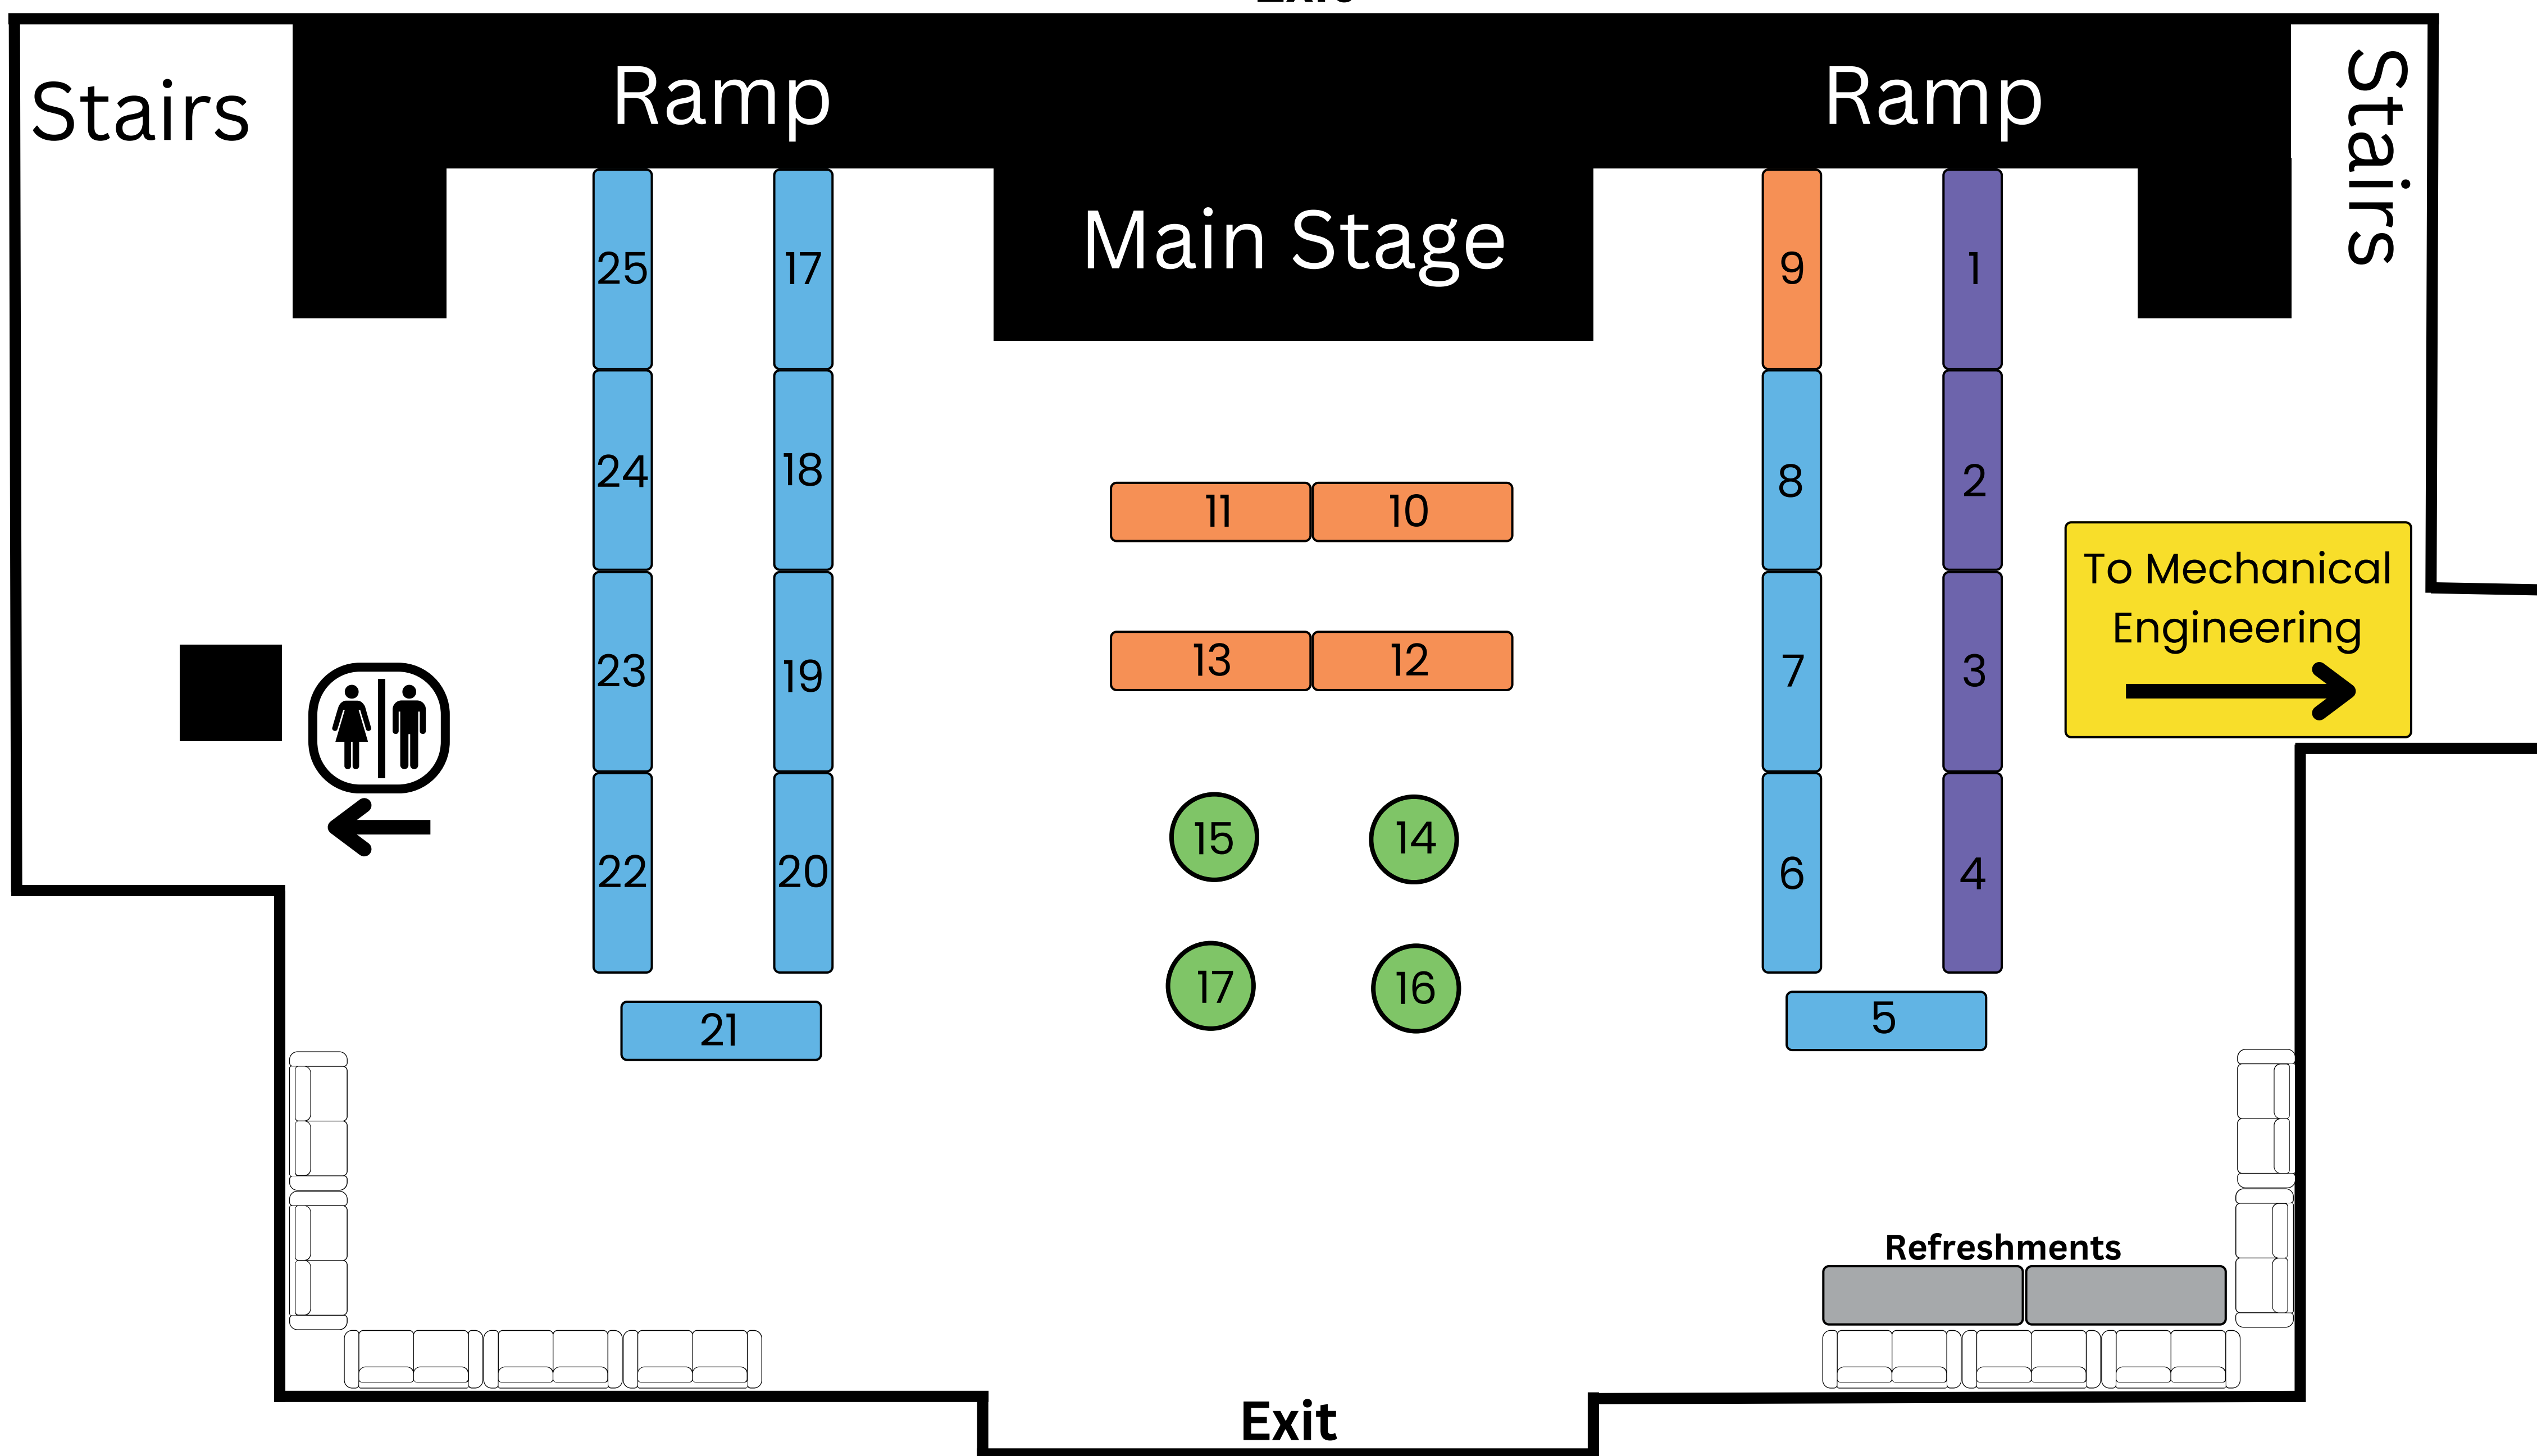 Exit
Stairs
Ramp
Ramp
Stairs
Main Stage
25
17
9
1
24
18
11
10
8
2
To Mechanical
Engineering
23
19
13
12
7
3
22
20
15
14
6
4
17
16
21
5
Refreshments
Exit